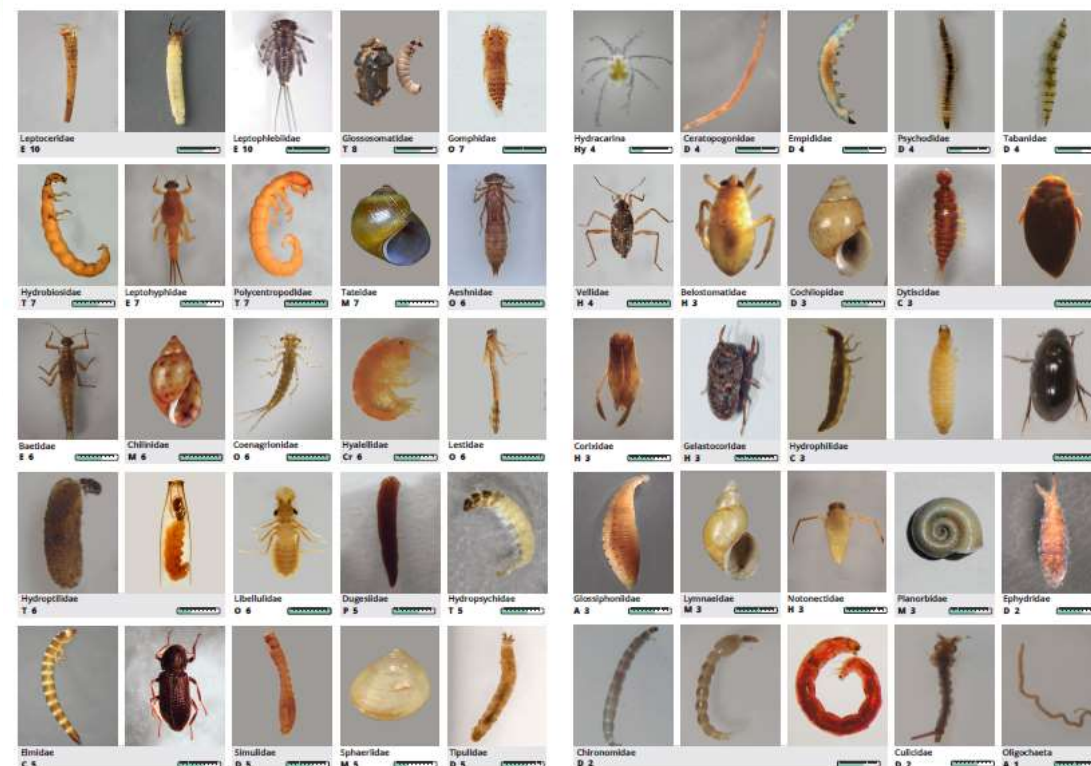 Leptoceridae
E 10
Leptophlebiidae
E 10
Glossosomatidae
T 8
Gomphidae
O 7
Hydracarina
Hy 4
Ceratopogonidae
D 4
Empididae
D 4
Psychodidae
D 4
Tabanidae
D 4
Hydrobiosidae
T 7
Leptohyphidae
E 7
Polycentropodidae
T 7
Tateidae
M 7
Aeshnidae
O 6
Veliidae
H 4
Belostomatidae
H 3
Cochliopidae
D 3
Dytiscidae
C 3
Baetidae
E 6
Chilinidae
M 6
Coenagrionidae
O 6
Hyalellidae
Cr 6
Lestidae
O 6
Corixidae
H 3
Gelastocoridae
H 3
Hydrophilidae
C 3
Hydroptilidae
T 6
Libellulidae
O 6
Dugesiidae
P 5
Hydropsychidae
T 5
Glossiphoniidae
A 3
Lymnaeidae
M 3
Notonectidae
H 3
Planorbidae
M 3
Ephydridae
D 2
Elmidae
C 5
Simuliidae
D 5
Sphaeriidae
M 5
Tipulidae
D 5
Chironomidae
D 2
Culicidae
D 2
Oligochaeta
A 1